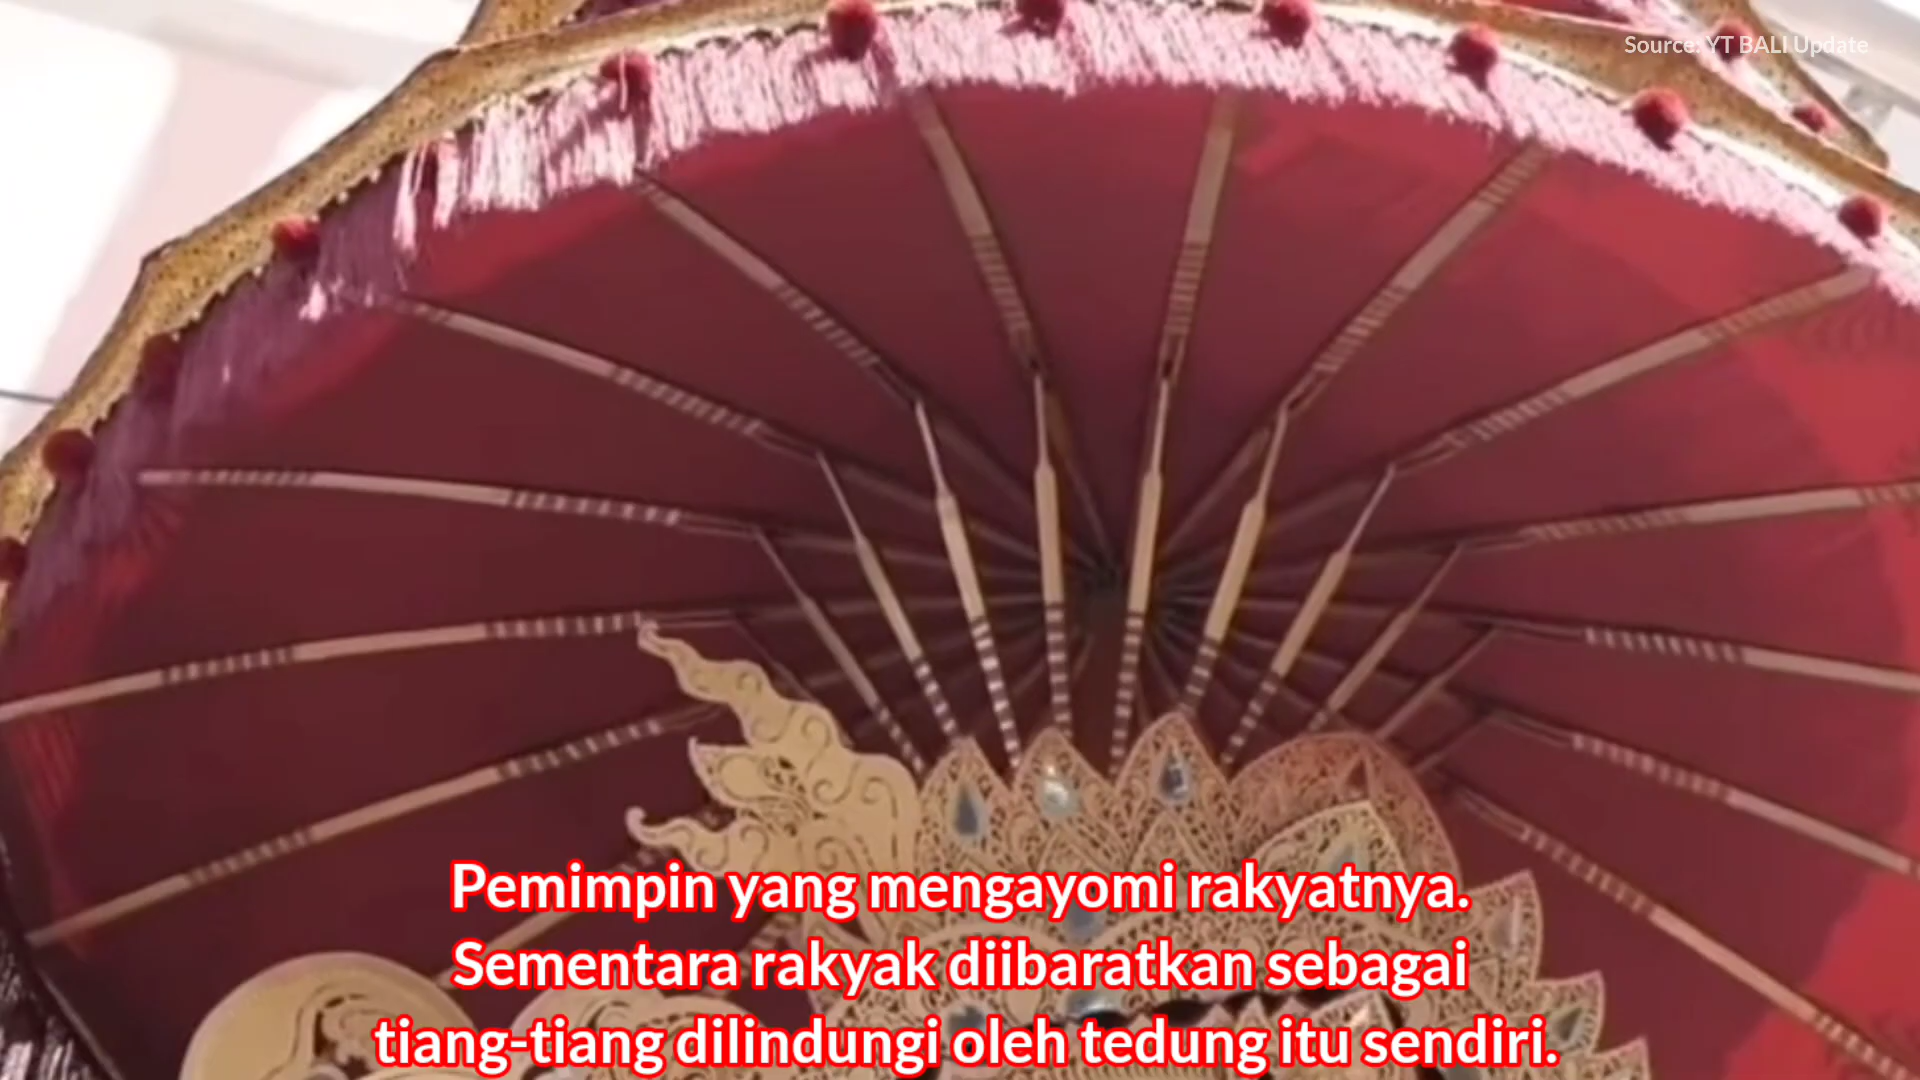 Source: YT BALI Update
Pemimpin yang mengayomi rakyatnya.
Sementara rakyak diibaratkan sebagai
tiang-tiang dilindungi oleh tedung itu sendiri.